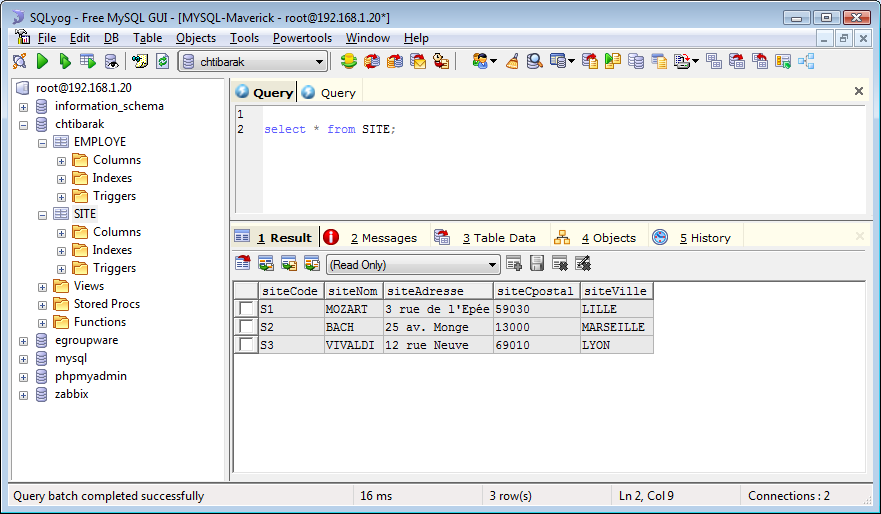 SQLyog - Free MySQL GUI - [MYSQL-Maverick - root@192.168.1.20*]
File Edit DB Table Objects Tools Powertools Window Help
chtibarak
root@192.168.1.20
information_schema
chtibarak
EMPLOYE
Columns
Indexes
Triggers
SITE
Columns
Indexes
Triggers
Views
Stored Procs
Functions
egroupware
mysql
phpmyadmin
zabbix
Query Query
1
2 select * from SITE;
1 Result 2 Messages 3 Table Data 4 Objects 5 History
(Read Only)
siteCode siteNom siteAdresse siteCpostal siteVille
S1 MOZART 3 rue de l'Epée 59030 LILLE
S2 BACH 25 av. Monge 13000 MARSEILLE
S3 VIVALDI 12 rue Neuve 69010 LYON
Query batch completed successfully 16 ms 3 row(s) Ln 2, Col 9 Connections : 2